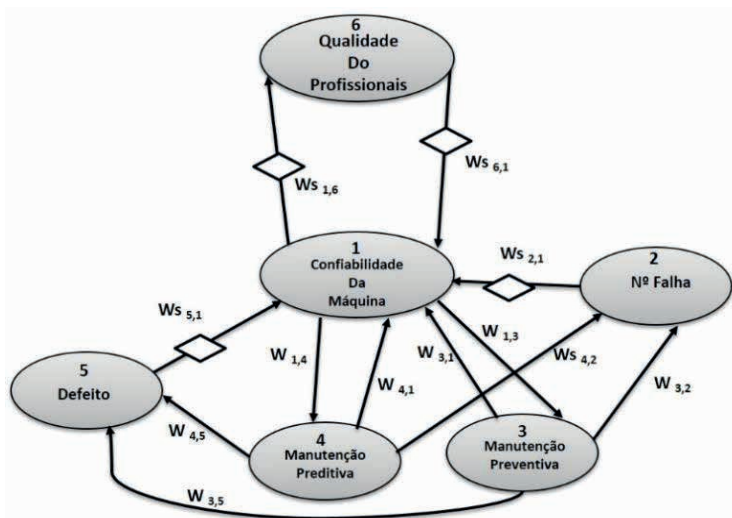 6
Qualidade
Do
Profissionais
Ws 1,6
Ws 6,1
1
Confiabilidade
Da
Máquina
Ws 2,1
2
Nº Falha
Ws 5,1
W 1,4
W 4,1
W 3,1
W 1,3
Ws 4,2
W 3,2
5
Defeito
W 4,5
4
Manutenção
Preditiva
3
Manutenção
Preventiva
W 3,5